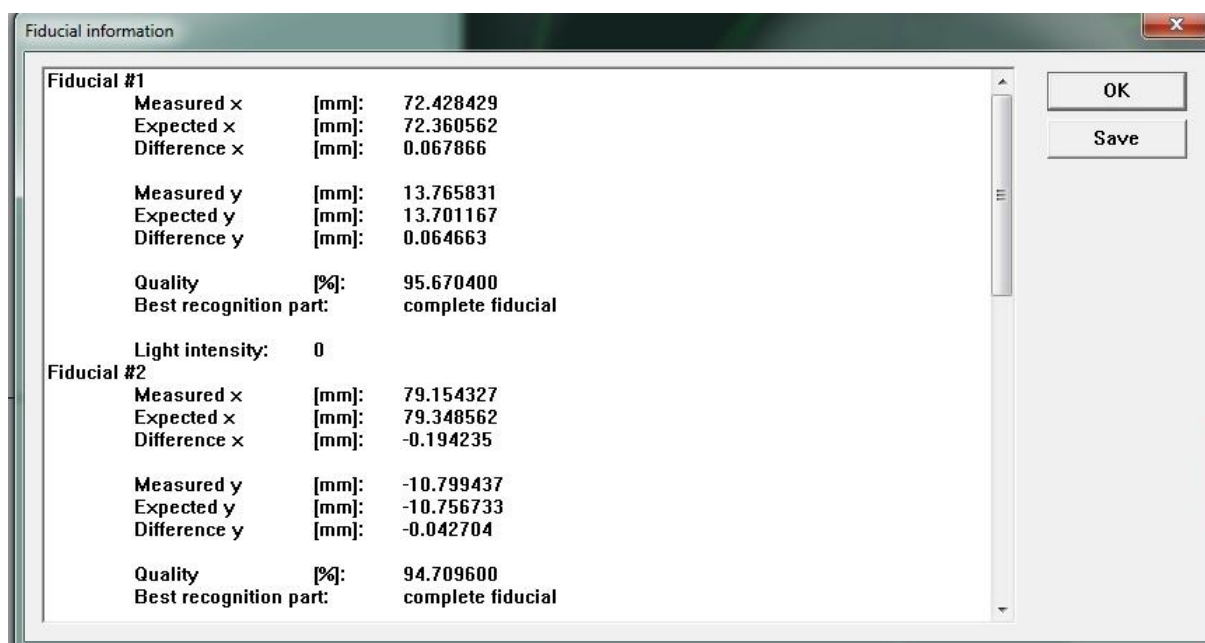 Fiducial information
x
Fiducial #1
Measured x [mm]: 72.428429
Expected x [mm]: 72.360562
Difference x [mm]: 0.067866
Measured y [mm]: 13.765831
Expected y [mm]: 13.701167
Difference y [mm]: 0.064663
Quality [%]: 95.670400
Best recognition part: complete fiducial
Light intensity: 0
Fiducial #2
Measured x [mm]: 79.154327
Expected x [mm]: 79.348562
Difference x [mm]: -0.194235
Measured y [mm]: -10.799437
Expected y [mm]: -10.756733
Difference y [mm]: -0.042704
Quality [%]: 94.709600
Best recognition part: complete fiducial
OK
Save